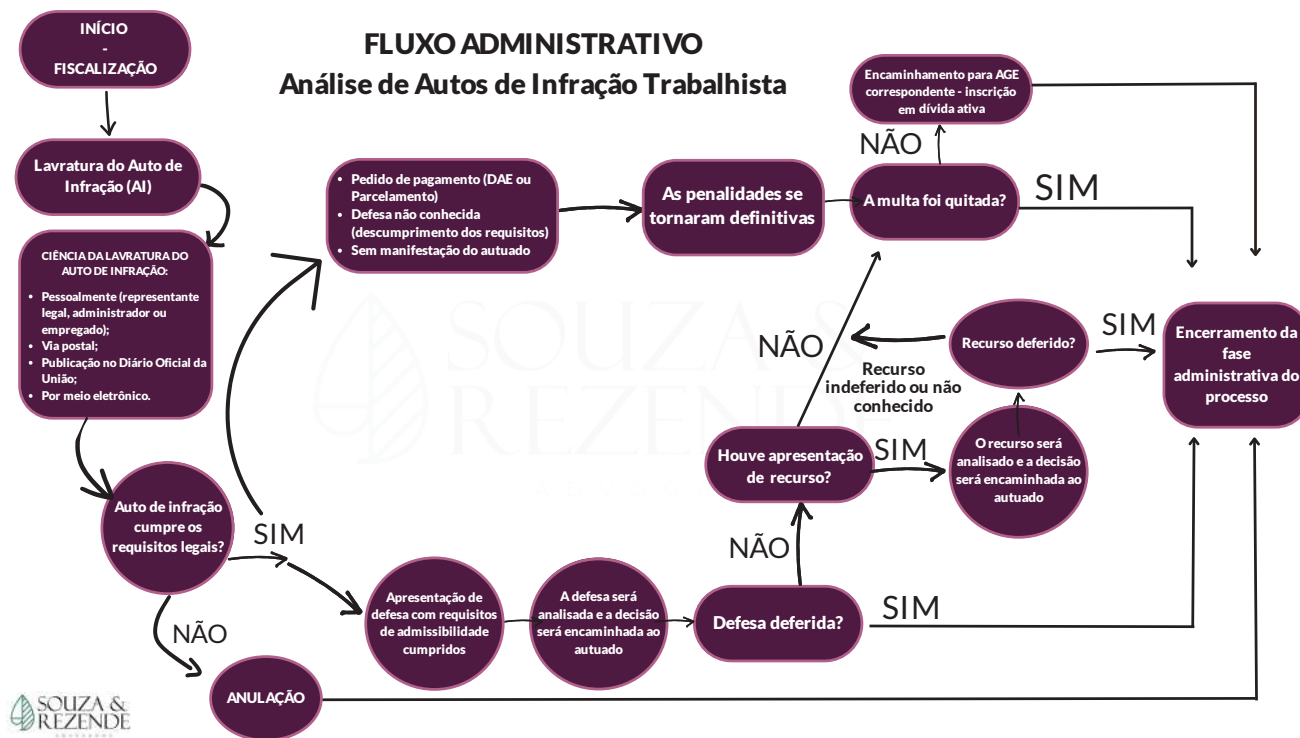 INÍCIO
-
FISCALIZAÇÃO
FLUXO ADMINISTRATIVO
Análise de Autos de Infração Trabalhista
Lavratura do Auto de
Infração (AI)
CIÊNCIA DA LAVRATURA DO
AUTO DE INFRAÇÃO:
Pessoalmente (representante
legal, administrador ou
empregado);
Via postal;
Publicação no Diário Oficial da
União;
Por meio eletrônico.
Auto de infração
cumpre os
requisitos legais?
SIM
NÃO
ANULAÇÃO
Pedido de pagamento (DAE ou
Parcelamento)
Defesa não conhecida
(descumprimento dos requisitos)
Sem manifestação do autuado
As penalidades se
tornaram definitivas
A multa foi quitada?
NÃO
Encaminhamento para AGE
correspondente - inscrição
em dívida ativa
SIM
Apresentação de
defesa com requisitos
de admissibilidade
cumpridos
A defesa será
analisada e a decisão
será encaminhada ao
autuado
Defesa deferida?
SIM
NÃO
Houve apresentação
de recurso?
NÃO
SIM
O recurso será
analisado e a decisão
será encaminhada ao
autuado
Recurso deferido?
SIM
Recurso
indeferido ou não
conhecido
Encerramento da
fase
administrativa do
processo
SOUZA &
REZENDE
SOUZA &
REZENDE
ADVOGADOS